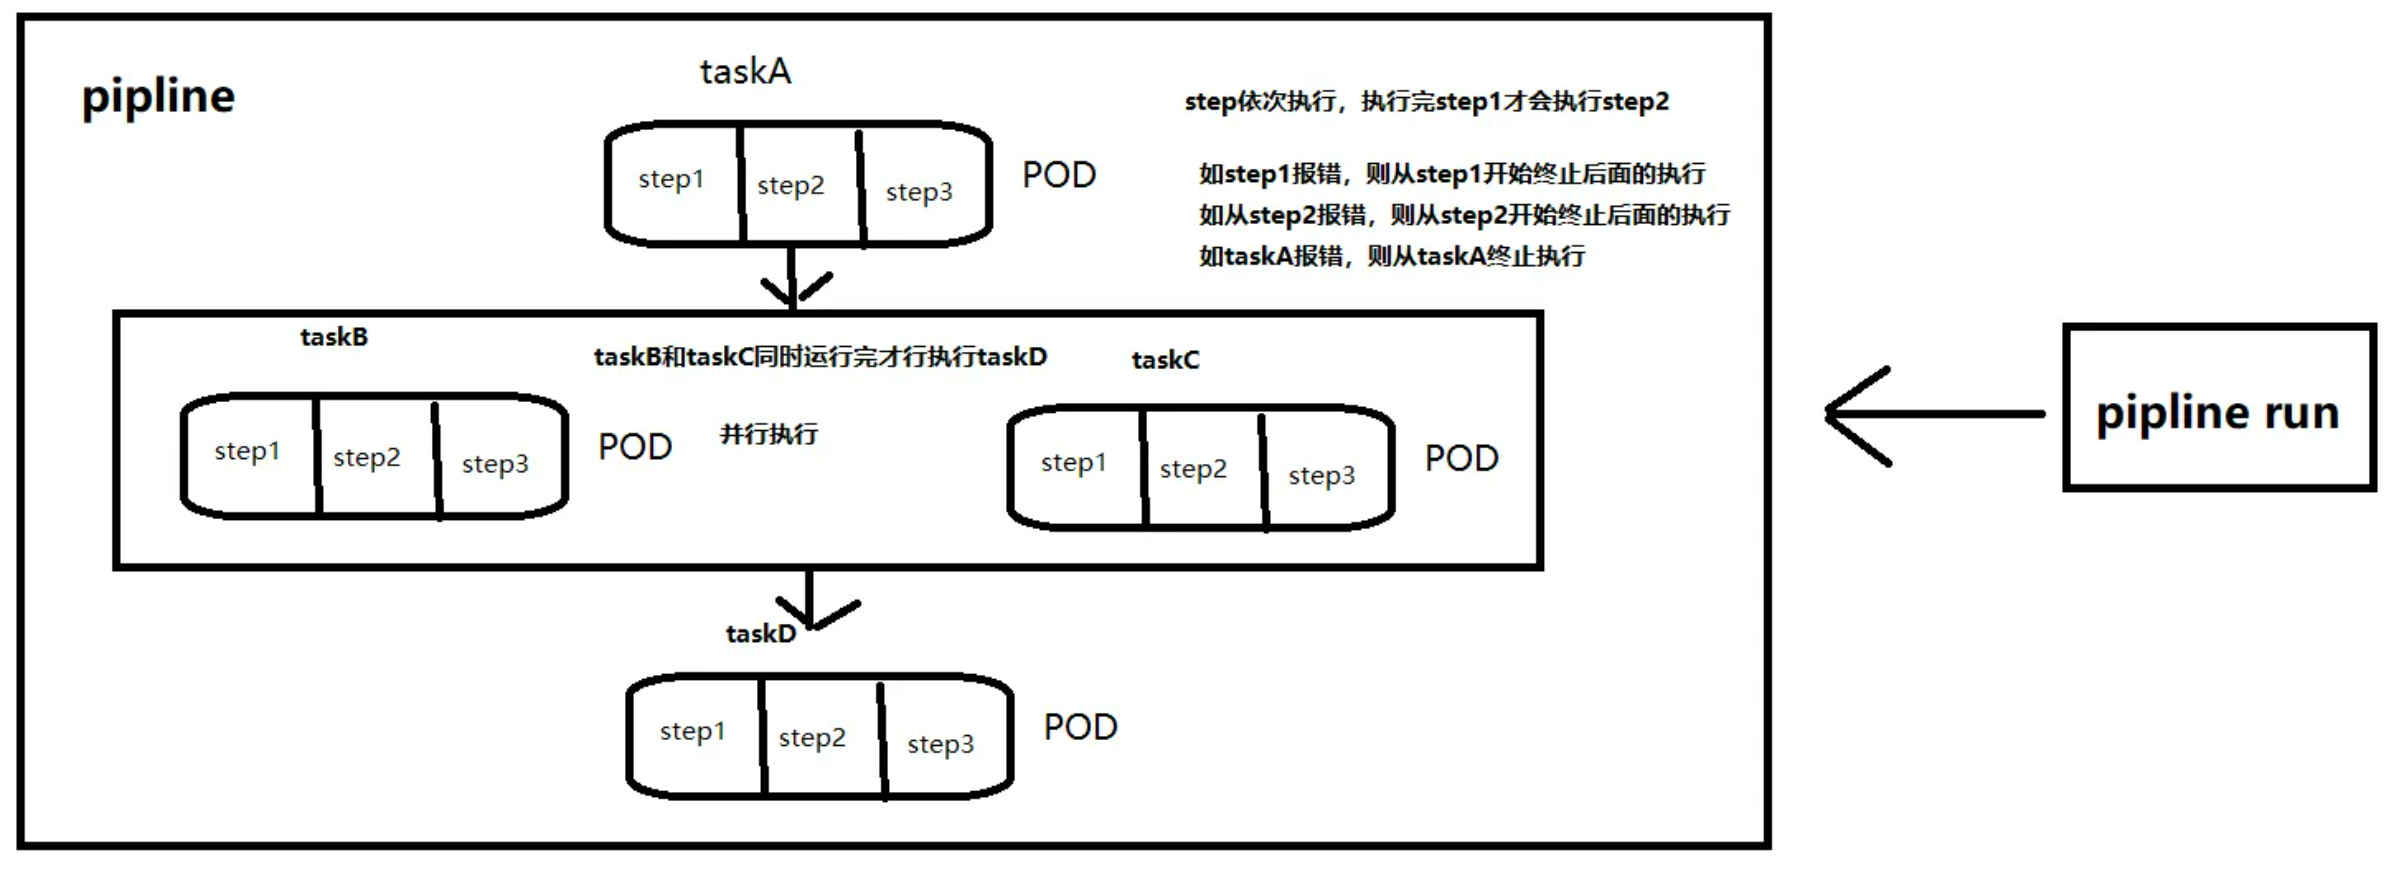 pipline
taskA
step1
step2
step3
POD
step依次执行，执行完step1才会执行step2
如step1报错，则从step1开始终止后面的执行
如从step2报错，则从step2开始终止后面的执行
如taskA报错，则从taskA终止执行
taskB
taskB和taskC同时运行完才行执行taskD
taskC
step1
step2
step3
POD
并行执行
step1
step2
step3
POD
pipline run
taskD
step1
step2
step3
POD